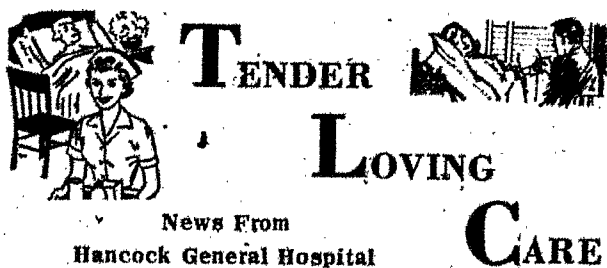 TENDER
LOVING
CARE
News From
Hancock General Hospital